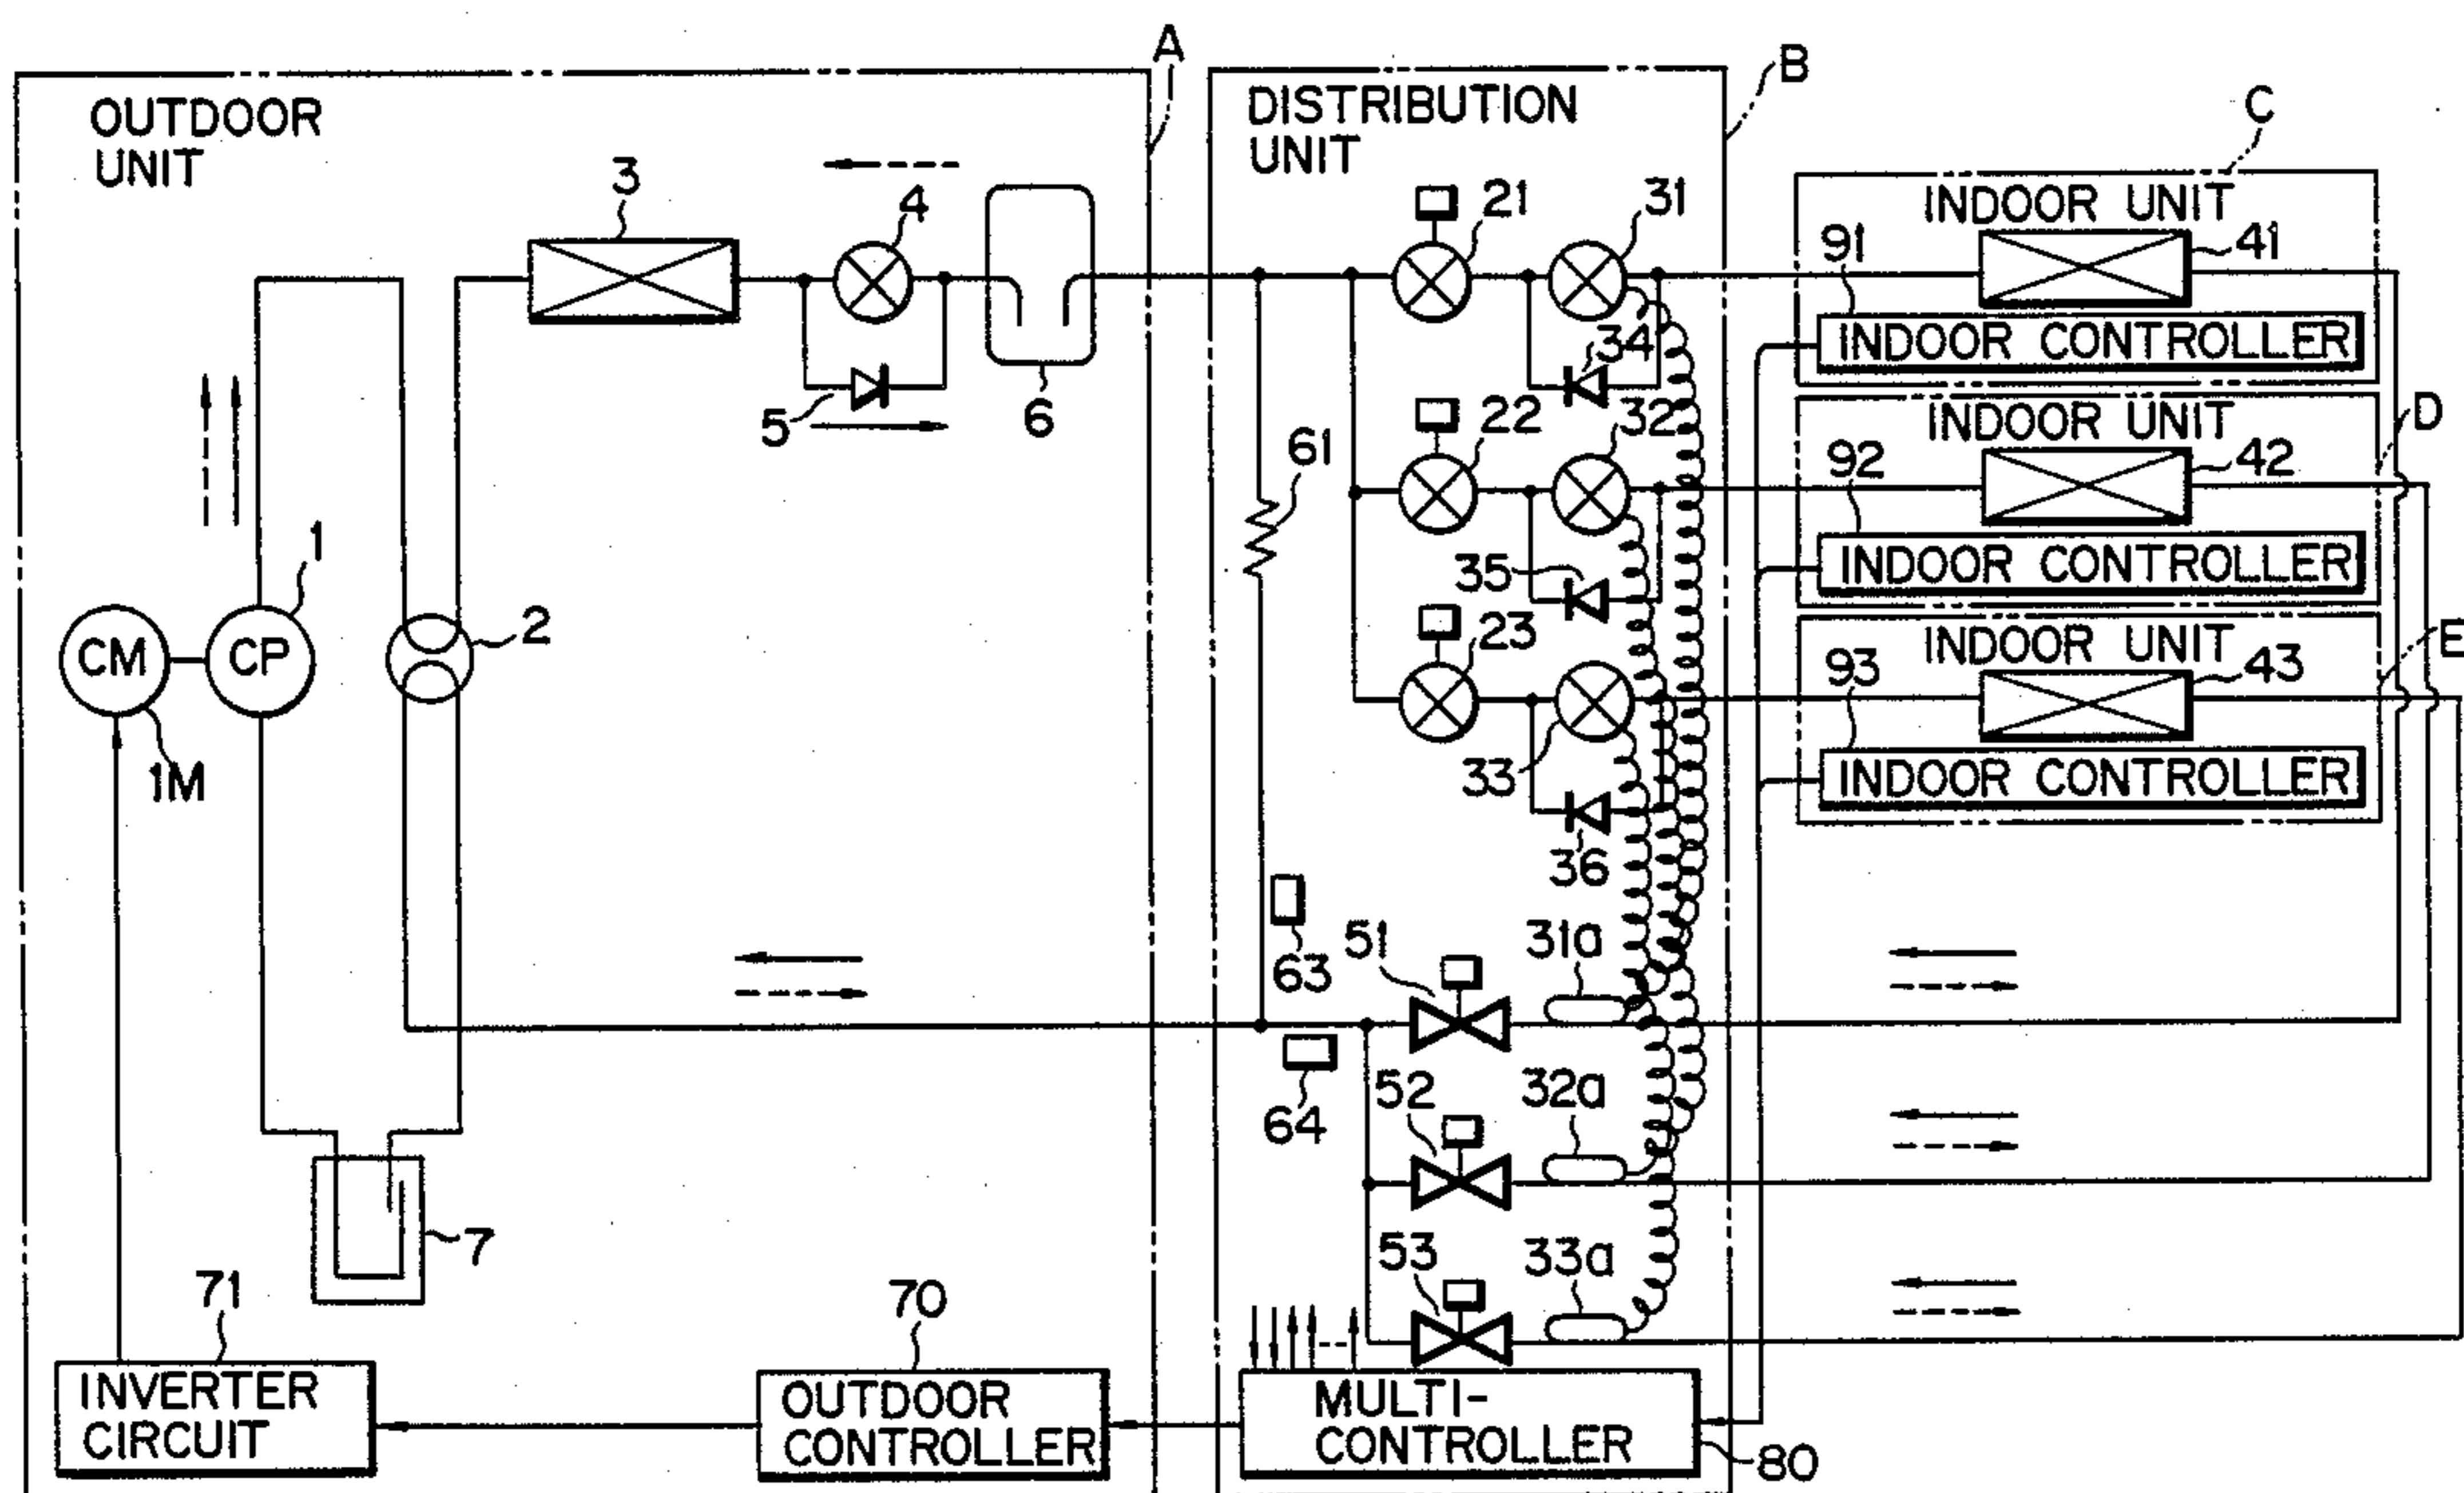 A
B
OUTDOOR
UNIT
DISTRIBUTION
UNIT
C
3
4
21
31
INDOOR UNIT
91
41
INDOOR CONTROLLER
34
5
6
22
32
INDOOR UNIT
D
61
92
42
35
INDOOR CONTROLLER
1
2
23
INDOOR UNIT
E
CM
CP
93
43
1M
33
INDOOR CONTROLLER
36
63
51
31a
64
52
32a
7
53
33a
71
70
INVERTER
CIRCUIT
OUTDOOR
CONTROLLER
MULTI-
CONTROLLER
80